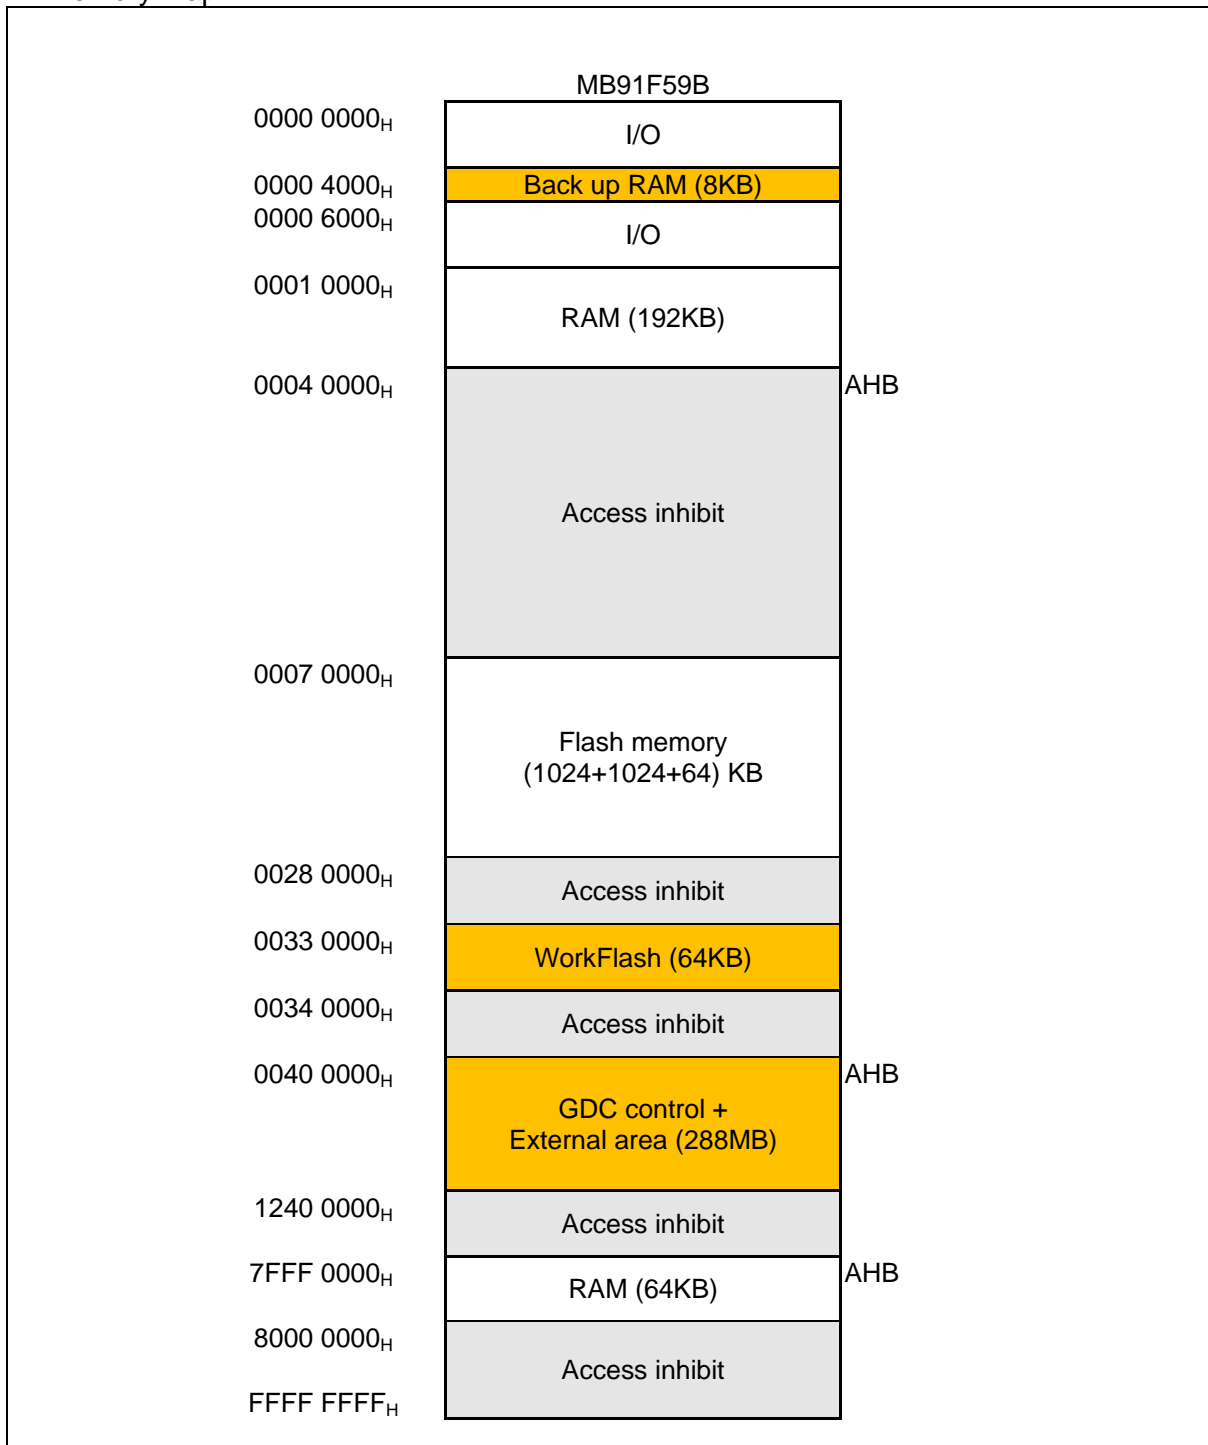 MB91F59B
0000 0000H
I/O
0000 4000H
Back up RAM (8KB)
0000 6000H
I/O
0001 0000H
RAM (192KB)
0004 0000H
AHB
Access inhibit
0007 0000H
Flash memory
(1024+1024+64) KB
0028 0000H
Access inhibit
0033 0000H
WorkFlash (64KB)
0034 0000H
Access inhibit
0040 0000H
AHB
GDC control +
External area (288MB)
1240 0000H
Access inhibit
7FFF 0000H
AHB
RAM (64KB)
8000 0000H
Access inhibit
FFFF FFFFH